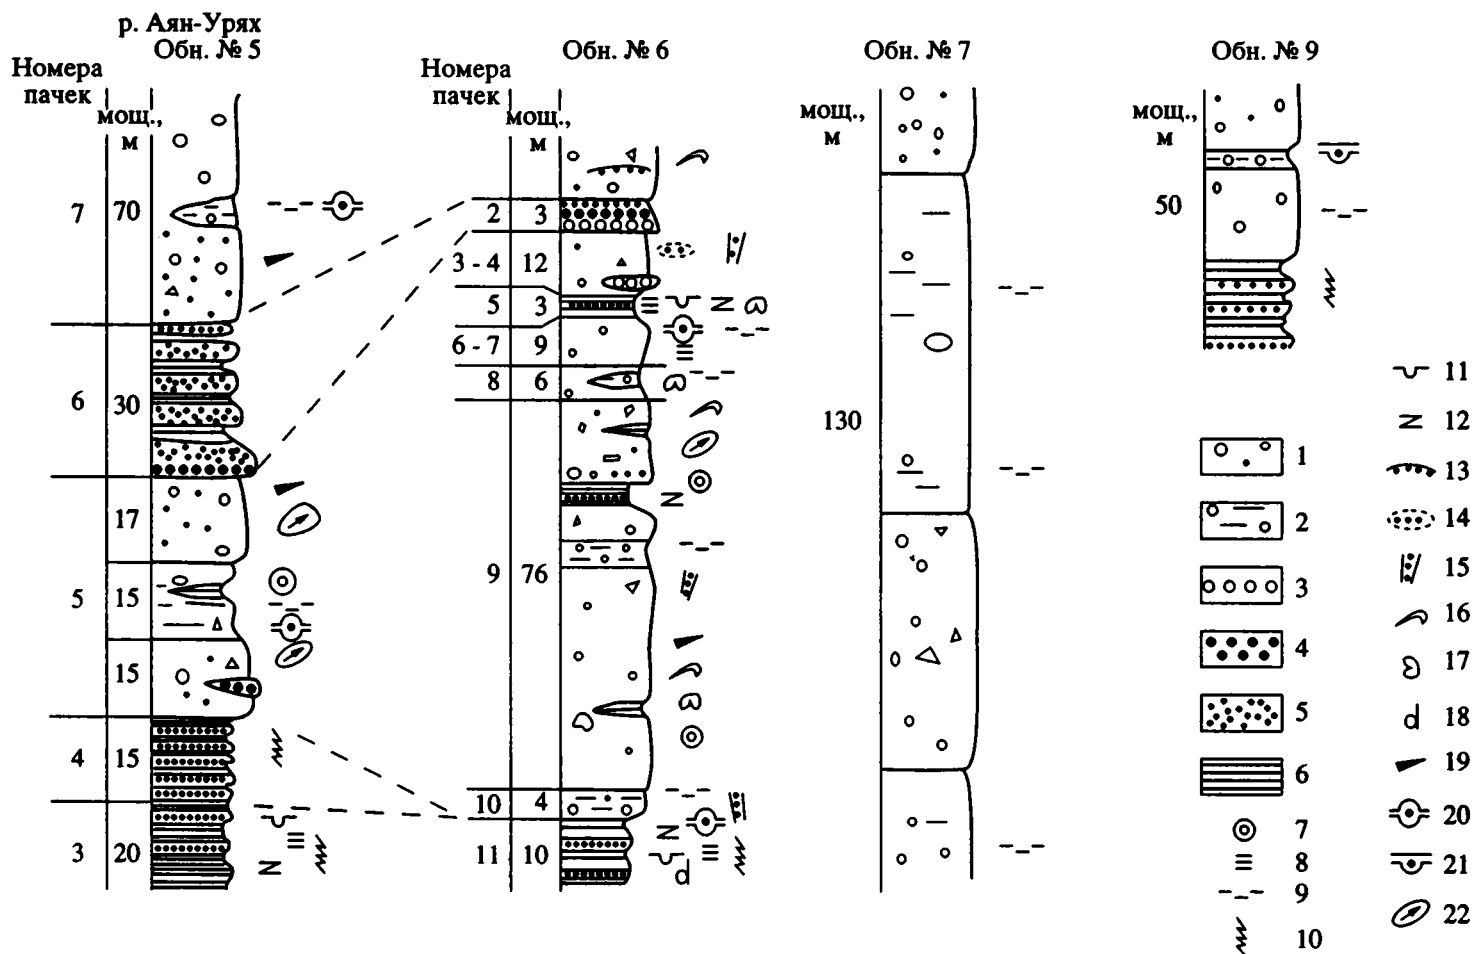 р. Аян-Урях
Обн. № 5
Номера
пачек
мощ.,
м
7 70
6 30
17
5 15
15
4 15
3 20
Обн. № 6
Номера
пачек
мощ.,
м
2 3
3 - 4 12
5 3
6 - 7 9
8 6
9 76
10 4
11 10
Обн. № 7
мощ.,
м
130
Обн. № 9
мощ.,
м
50
1
2
3
4
5
6
7
8
9
10
11
12
13
14
15
16
17
18
19
20
21
22